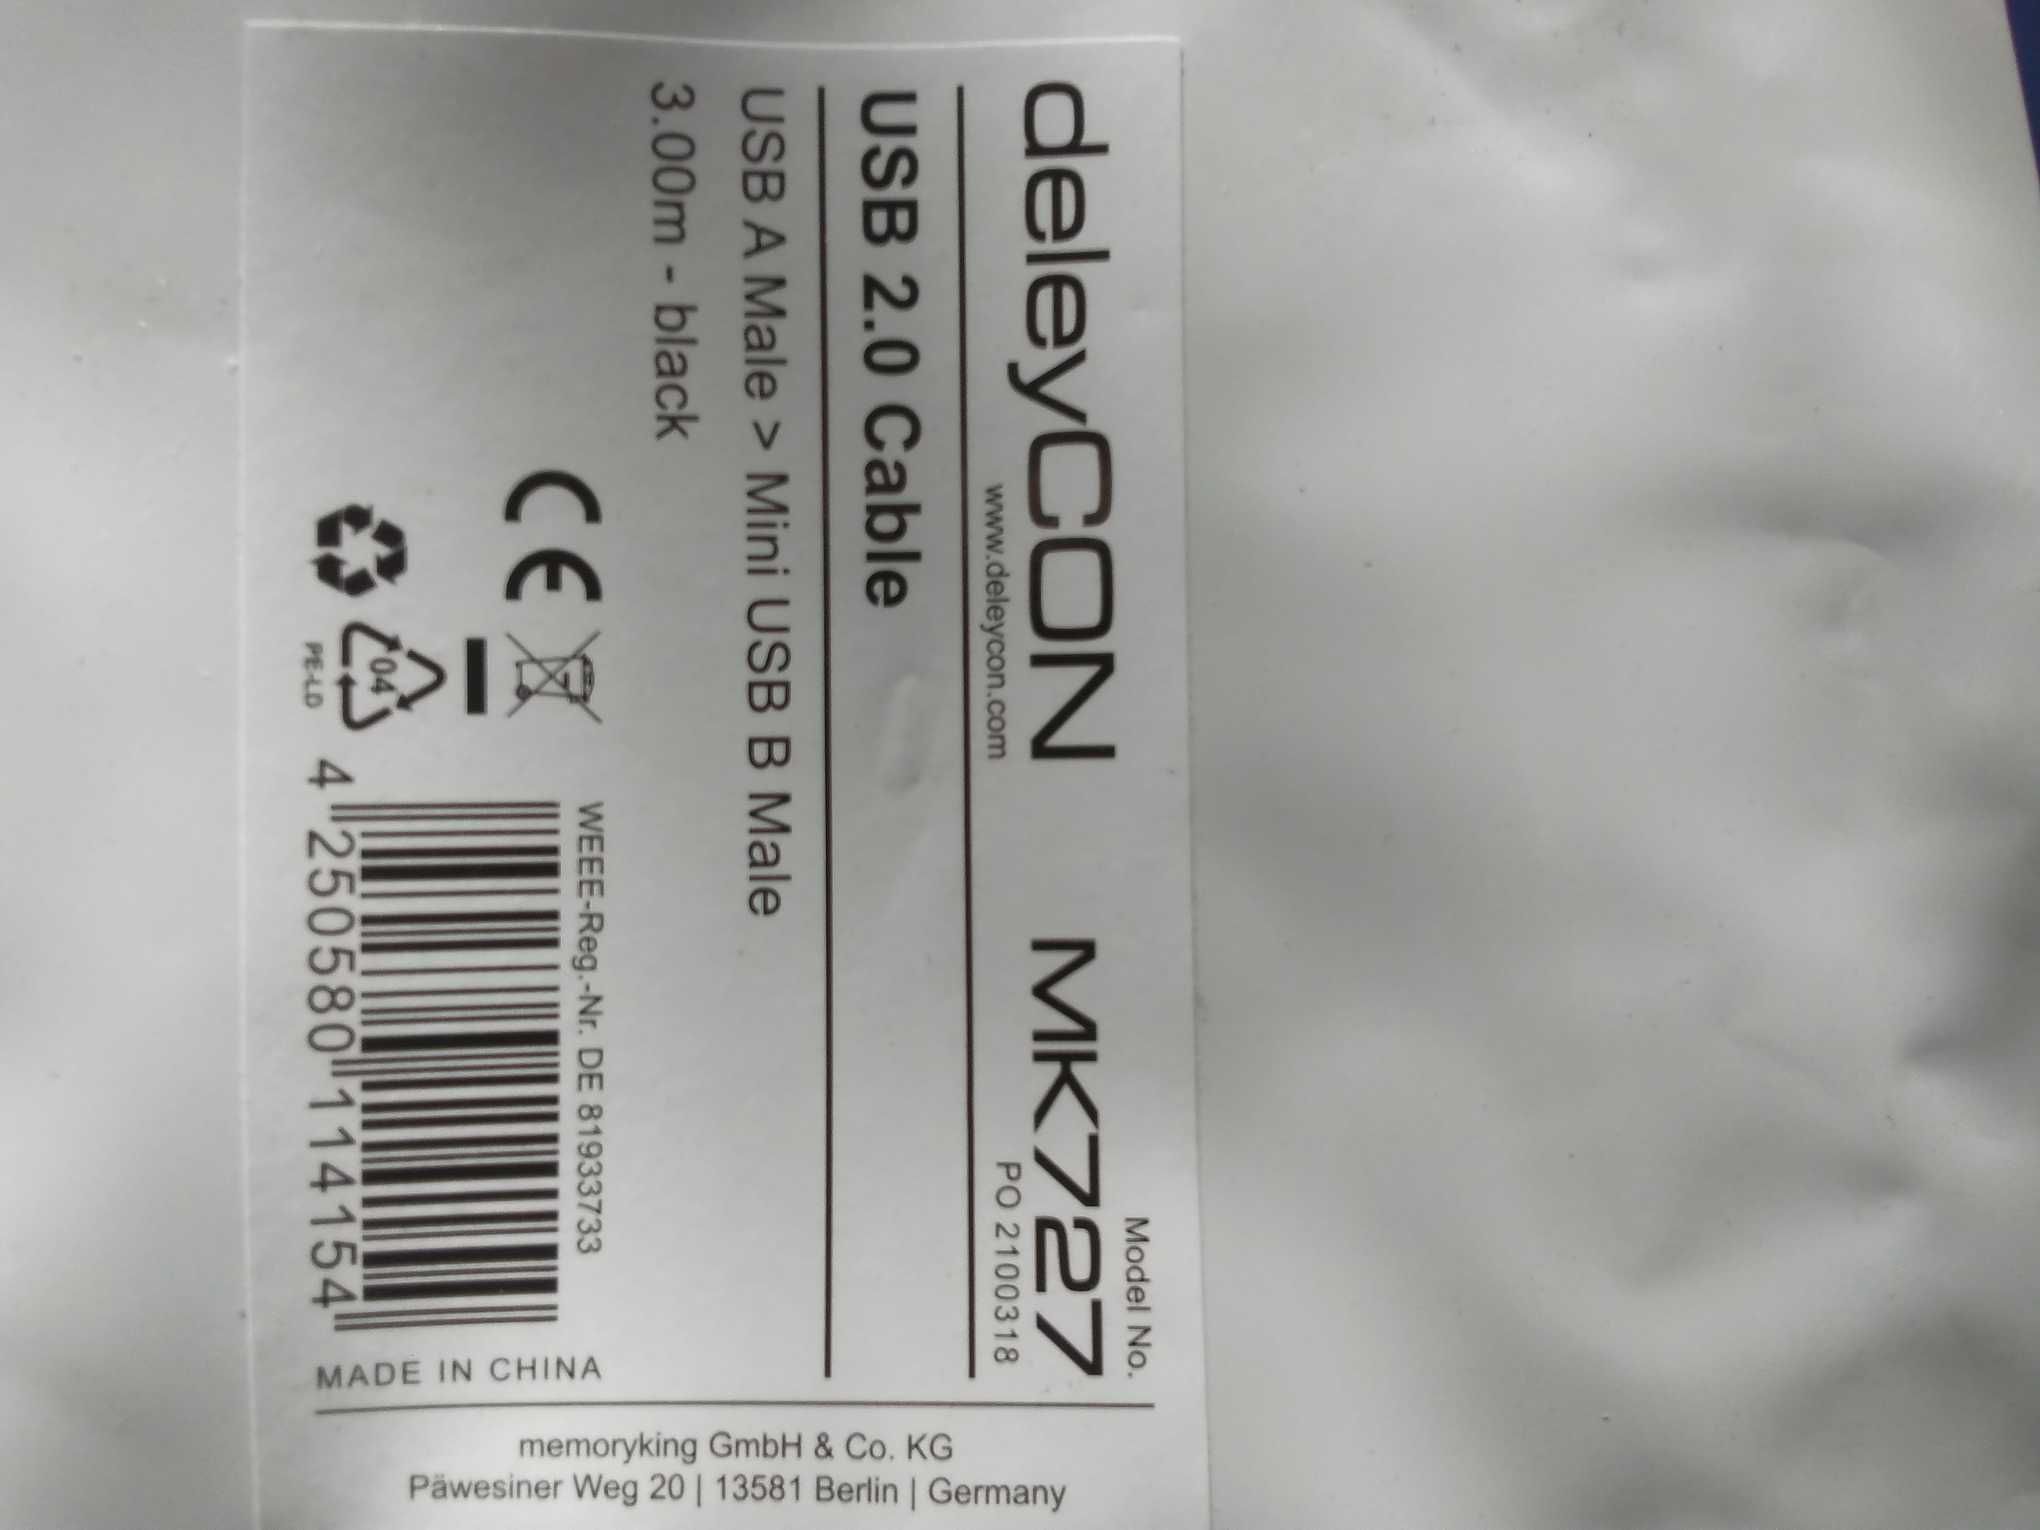 Model No.
deleyCON MK727
www.deleycon.com PO 21000318
USB 2.0 Cable
USB A Male > Mini USB B Male
3.00m - black
CE
WEEE-Reg.-Nr. DE 81933733
04
PE-LD
4 250580 114154
MADE IN CHINA
memoryking GmbH & Co. KG
Päwesiner Weg 20 | 13581 Berlin | Germany